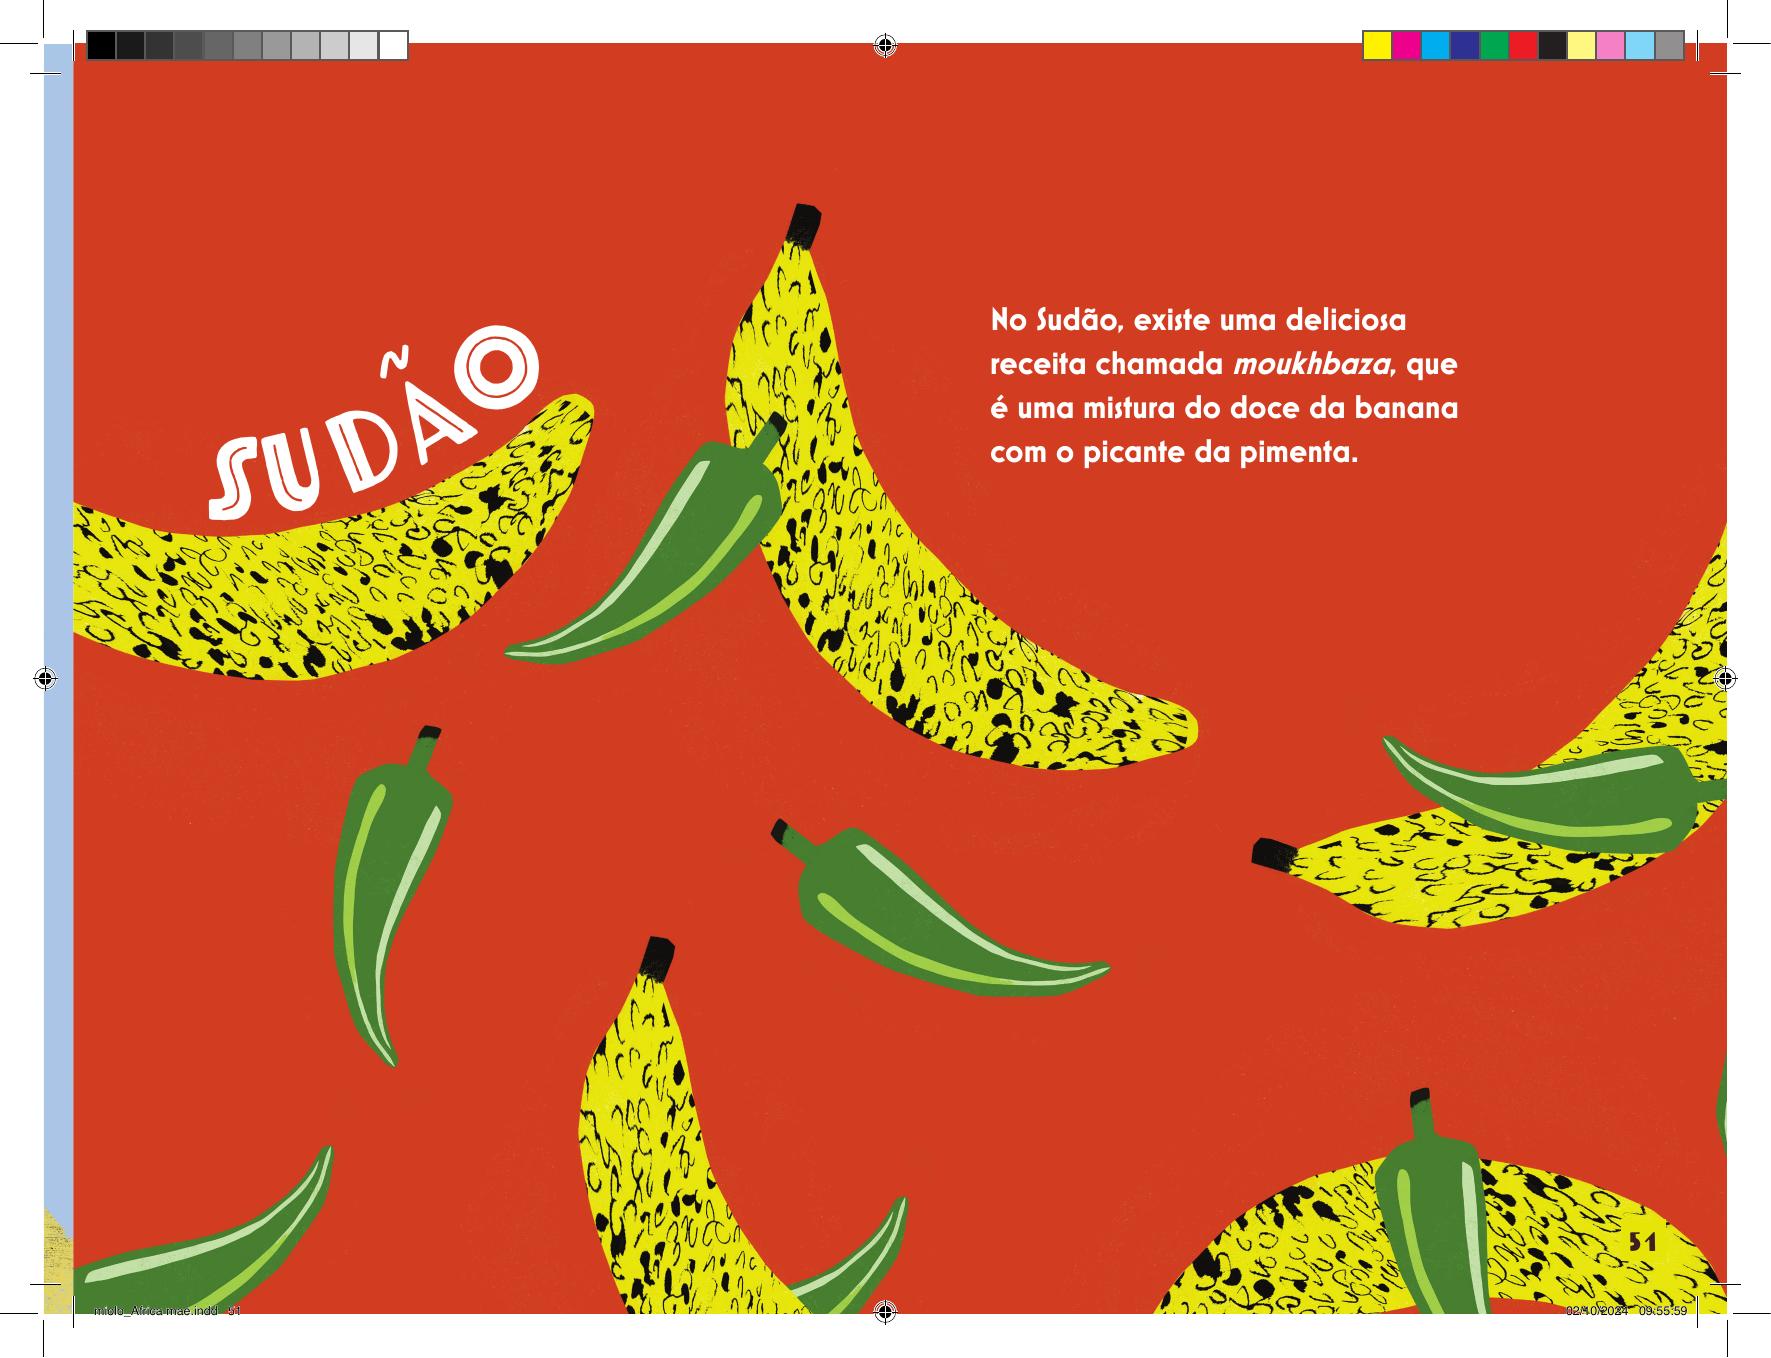 SUDÃO
No Sudão, existe uma deliciosa
receita chamada moukhbaza, que
é uma mistura do doce da banana
com o picante da pimenta.
51
miolo_Africa mae.indd   51
02/10/2024   09:55:59